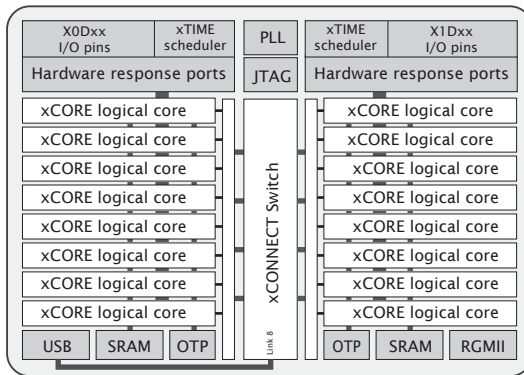 X0Dxx
I/O pins
xTIME
scheduler
PLL
xTIME
scheduler
X1Dxx
I/O pins
Hardware response ports
JTAG
Hardware response ports
xCORE logical core
xCORE logical core
xCORE logical core
xCORE logical core
xCORE logical core
xCORE logical core
xCORE logical core
xCORE logical core
xCONNECT Switch
Link 8
xCORE logical core
xCORE logical core
xCORE logical core
xCORE logical core
xCORE logical core
xCORE logical core
xCORE logical core
xCORE logical core
USB
SRAM
OTP
OTP
SRAM
RGMII